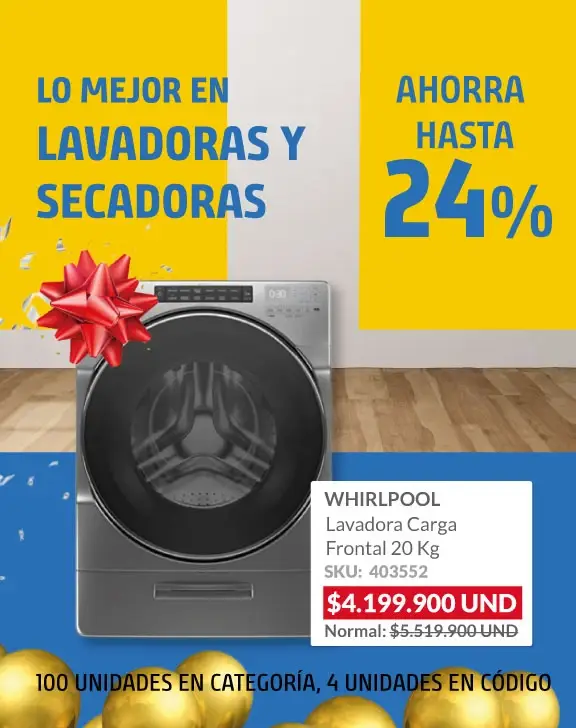 LO MEJOR EN
LAVADORAS Y
SECADORAS
AHORRA
HASTA
24%
WHIRLPOOL
Lavadora Carga
Frontal 20 Kg
SKU: 403552
$4.199.900 UND
Normal: $5.519.900 UND
100 UNIDADES EN CATEGORÍA, 4 UNIDADES EN CÓDIGO